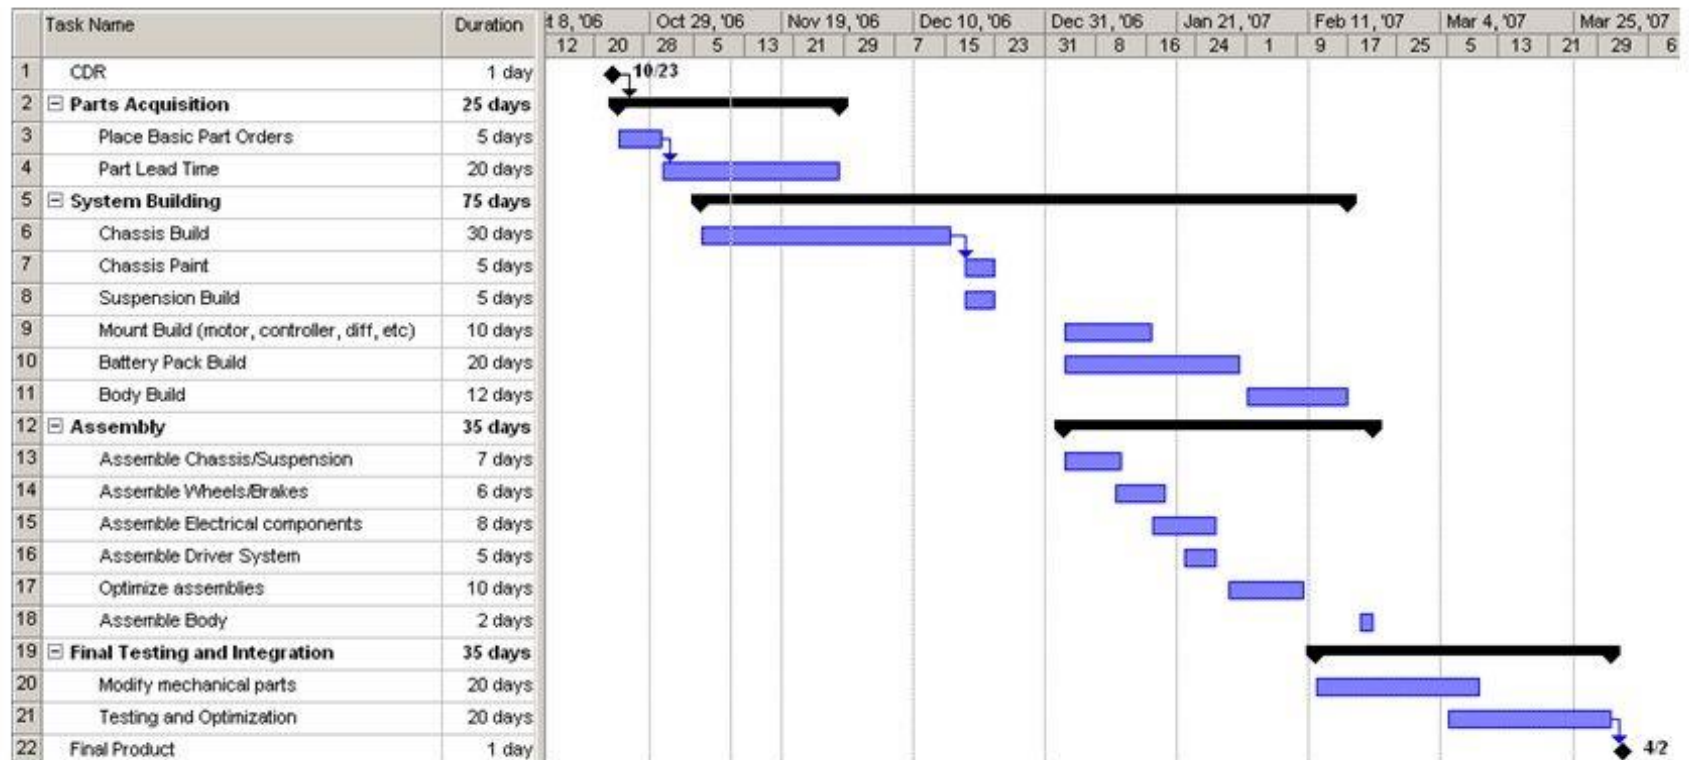 Task Name Duration t 8, '06 Oct 29, '06 Nov 19, '06 Dec 10, '06 Dec 31, '06 Jan 21, '07 Feb 11, '07 Mar 4, '07 Mar 25, '07
12 20 28 5 13 21 29 7 15 23 31 8 16 24 1 9 17 25 5 13 21 29 6
1 CDR 1 day 10/23
2 Parts Acquisition 25 days
3 Place Basic Part Orders 5 days
4 Part Lead Time 20 days
5 System Building 75 days
6 Chassis Build 30 days
7 Chassis Paint 5 days
8 Suspension Build 5 days
9 Mount Build (motor, controller, diff, etc) 10 days
10 Battery Pack Build 20 days
11 Body Build 12 days
12 Assembly 35 days
13 Assemble Chassis/Suspension 7 days
14 Assemble Wheels/Brakes 6 days
15 Assemble Electrical components 8 days
16 Assemble Driver System 5 days
17 Optimize assemblies 10 days
18 Assemble Body 2 days
19 Final Testing and Integration 35 days
20 Modify mechanical parts 20 days
21 Testing and Optimization 20 days
22 Final Product 1 day 4/2